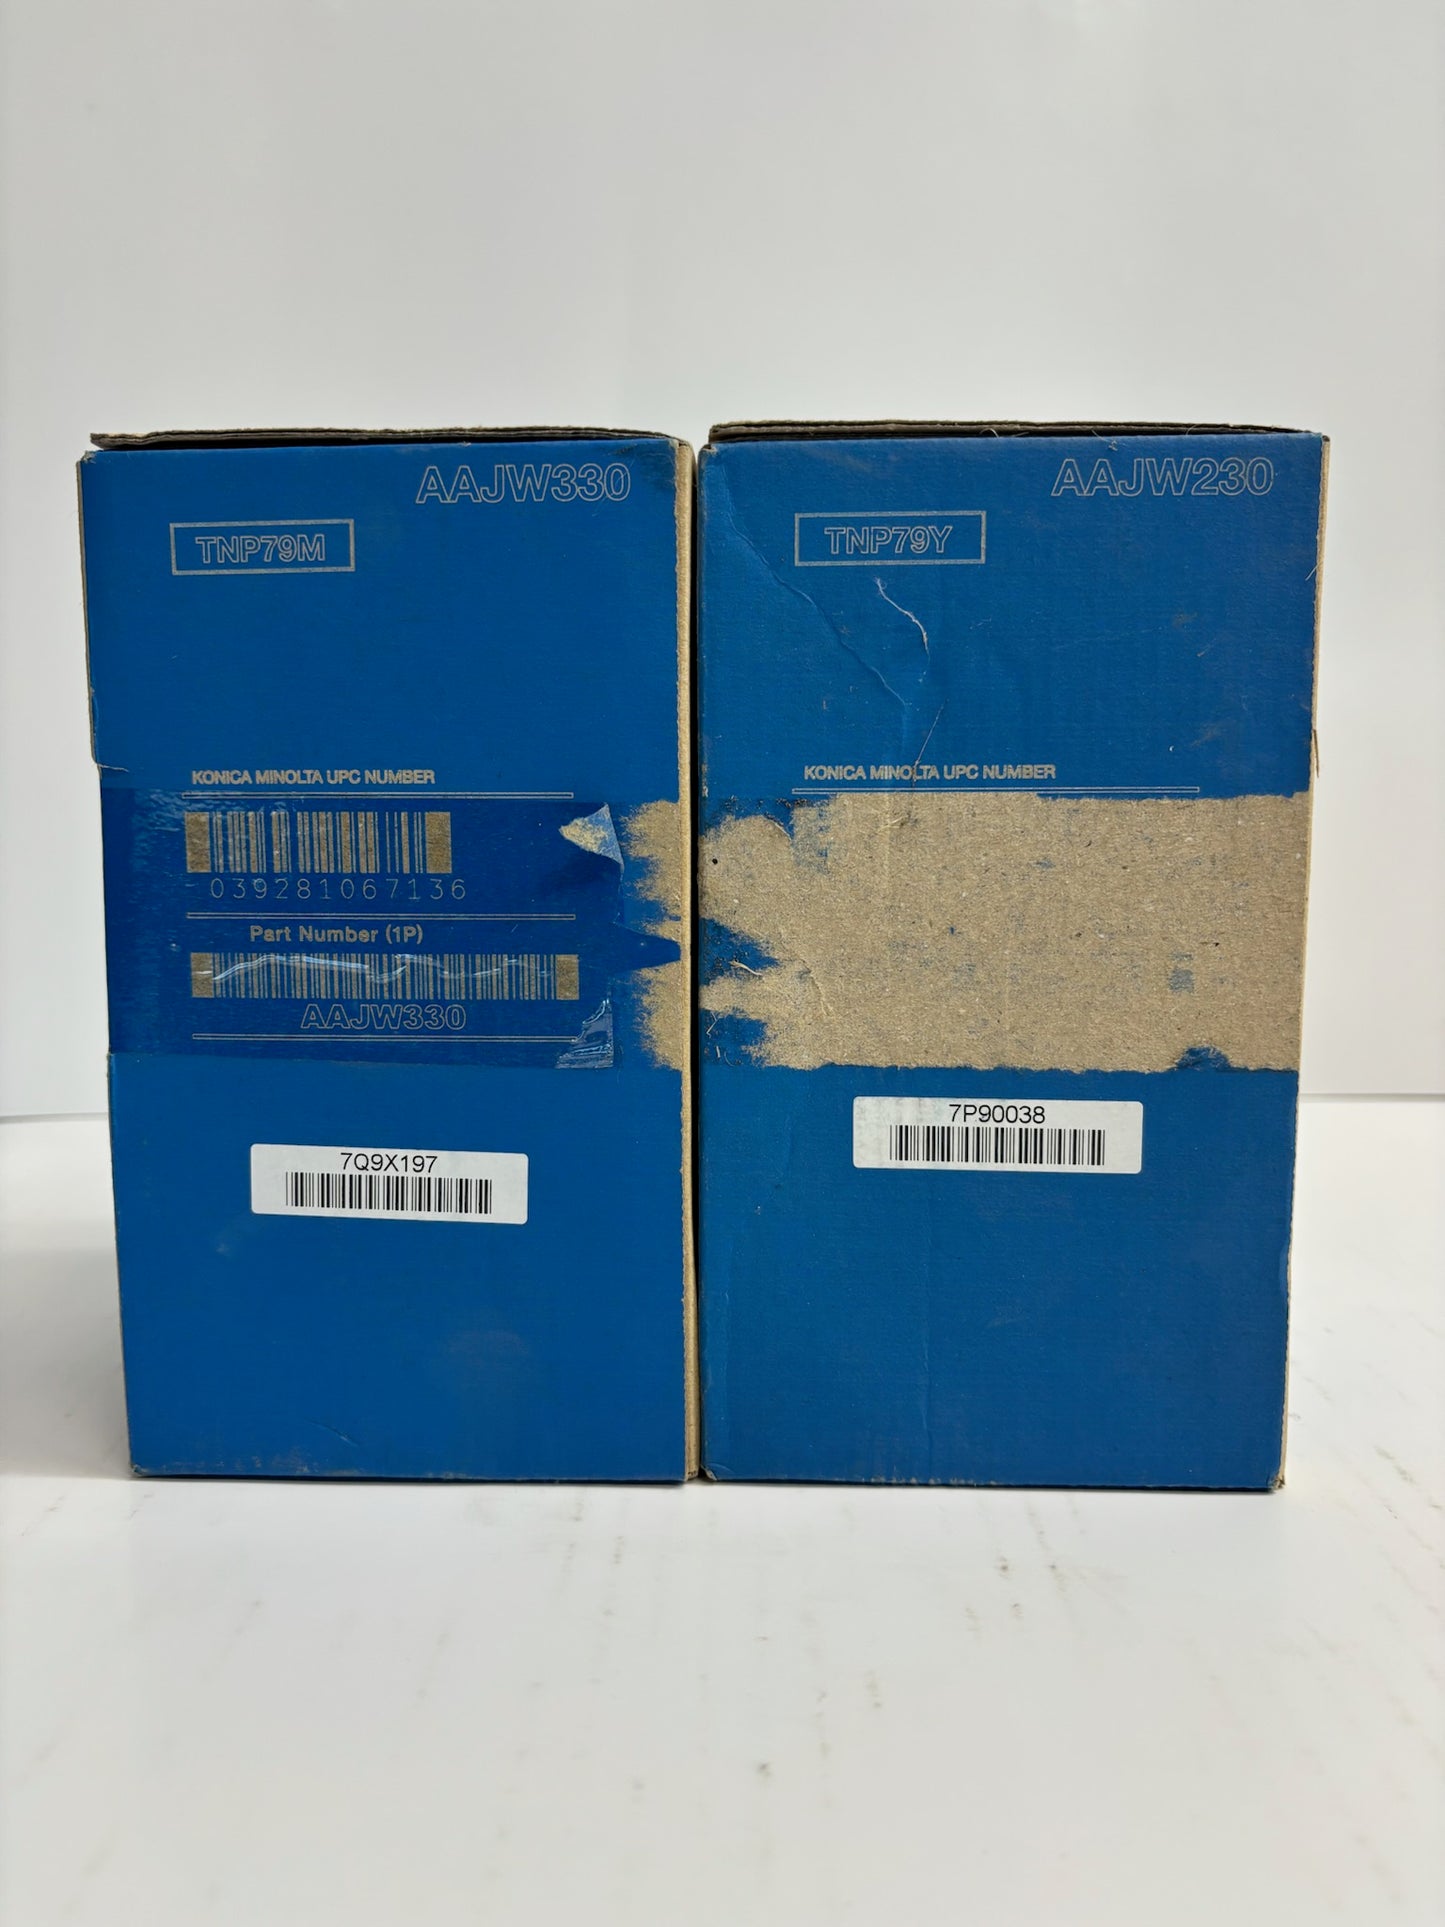 AAJW330
TNP79M
KONICA MINOLTA UPC NUMBER
039281067136
Part Number (1P)
AAJW330
7Q9X197
AAJW230
TNP79Y
KONICA MINOLTA UPC NUMBER
7P90038